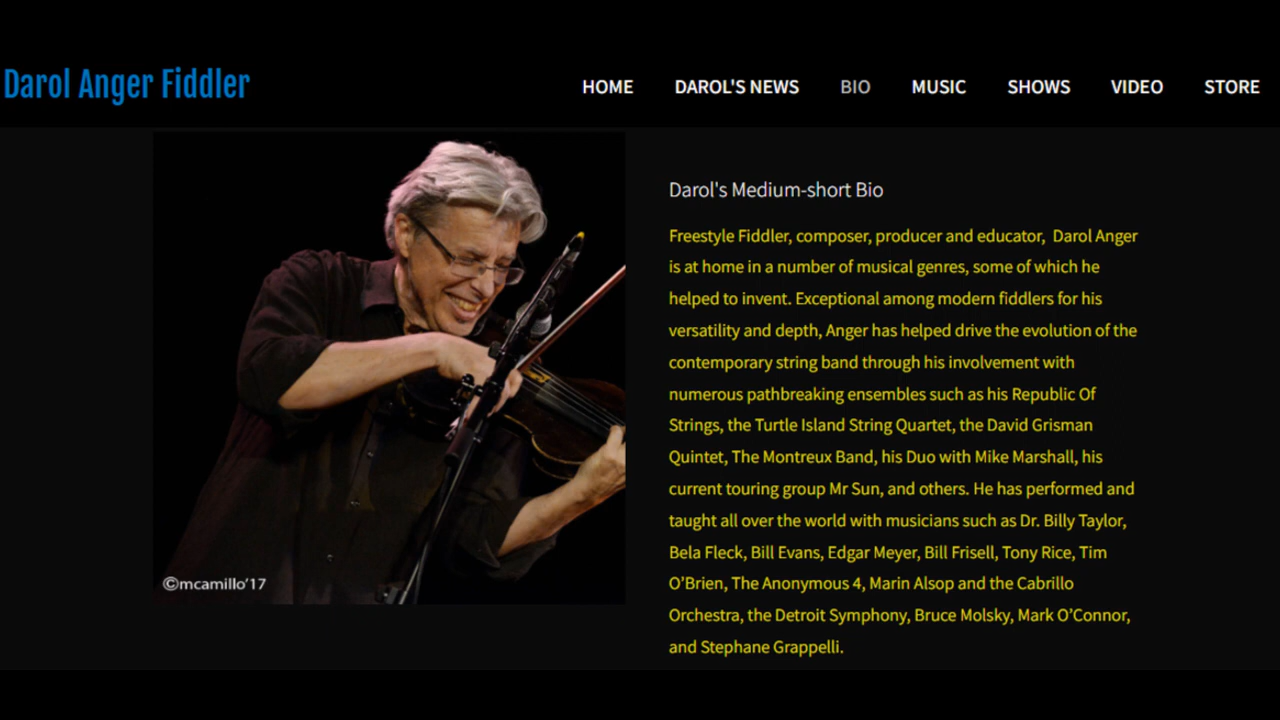 Darol Anger Fiddler
HOME DAROL'S NEWS BIO MUSIC SHOWS VIDEO STORE
©mcamillo'17
Darol's Medium-short Bio
Freestyle Fiddler, composer, producer and educator,  Darol Anger
is at home in a number of musical genres, some of which he
helped to invent. Exceptional among modern fiddlers for his
versatility and depth, Anger has helped drive the evolution of the
contemporary string band through his involvement with
numerous pathbreaking ensembles such as his Republic Of
Strings, the Turtle Island String Quartet, the David Grisman
Quintet, The Montreux Band, his Duo with Mike Marshall, his
current touring group Mr Sun, and others. He has performed and
taught all over the world with musicians such as Dr. Billy Taylor,
Bela Fleck, Bill Evans, Edgar Meyer, Bill Frisell, Tony Rice, Tim
O’Brien, The Anonymous 4, Marin Alsop and the Cabrillo
Orchestra, the Detroit Symphony, Bruce Molsky, Mark O’Connor,
and Stephane Grappelli.